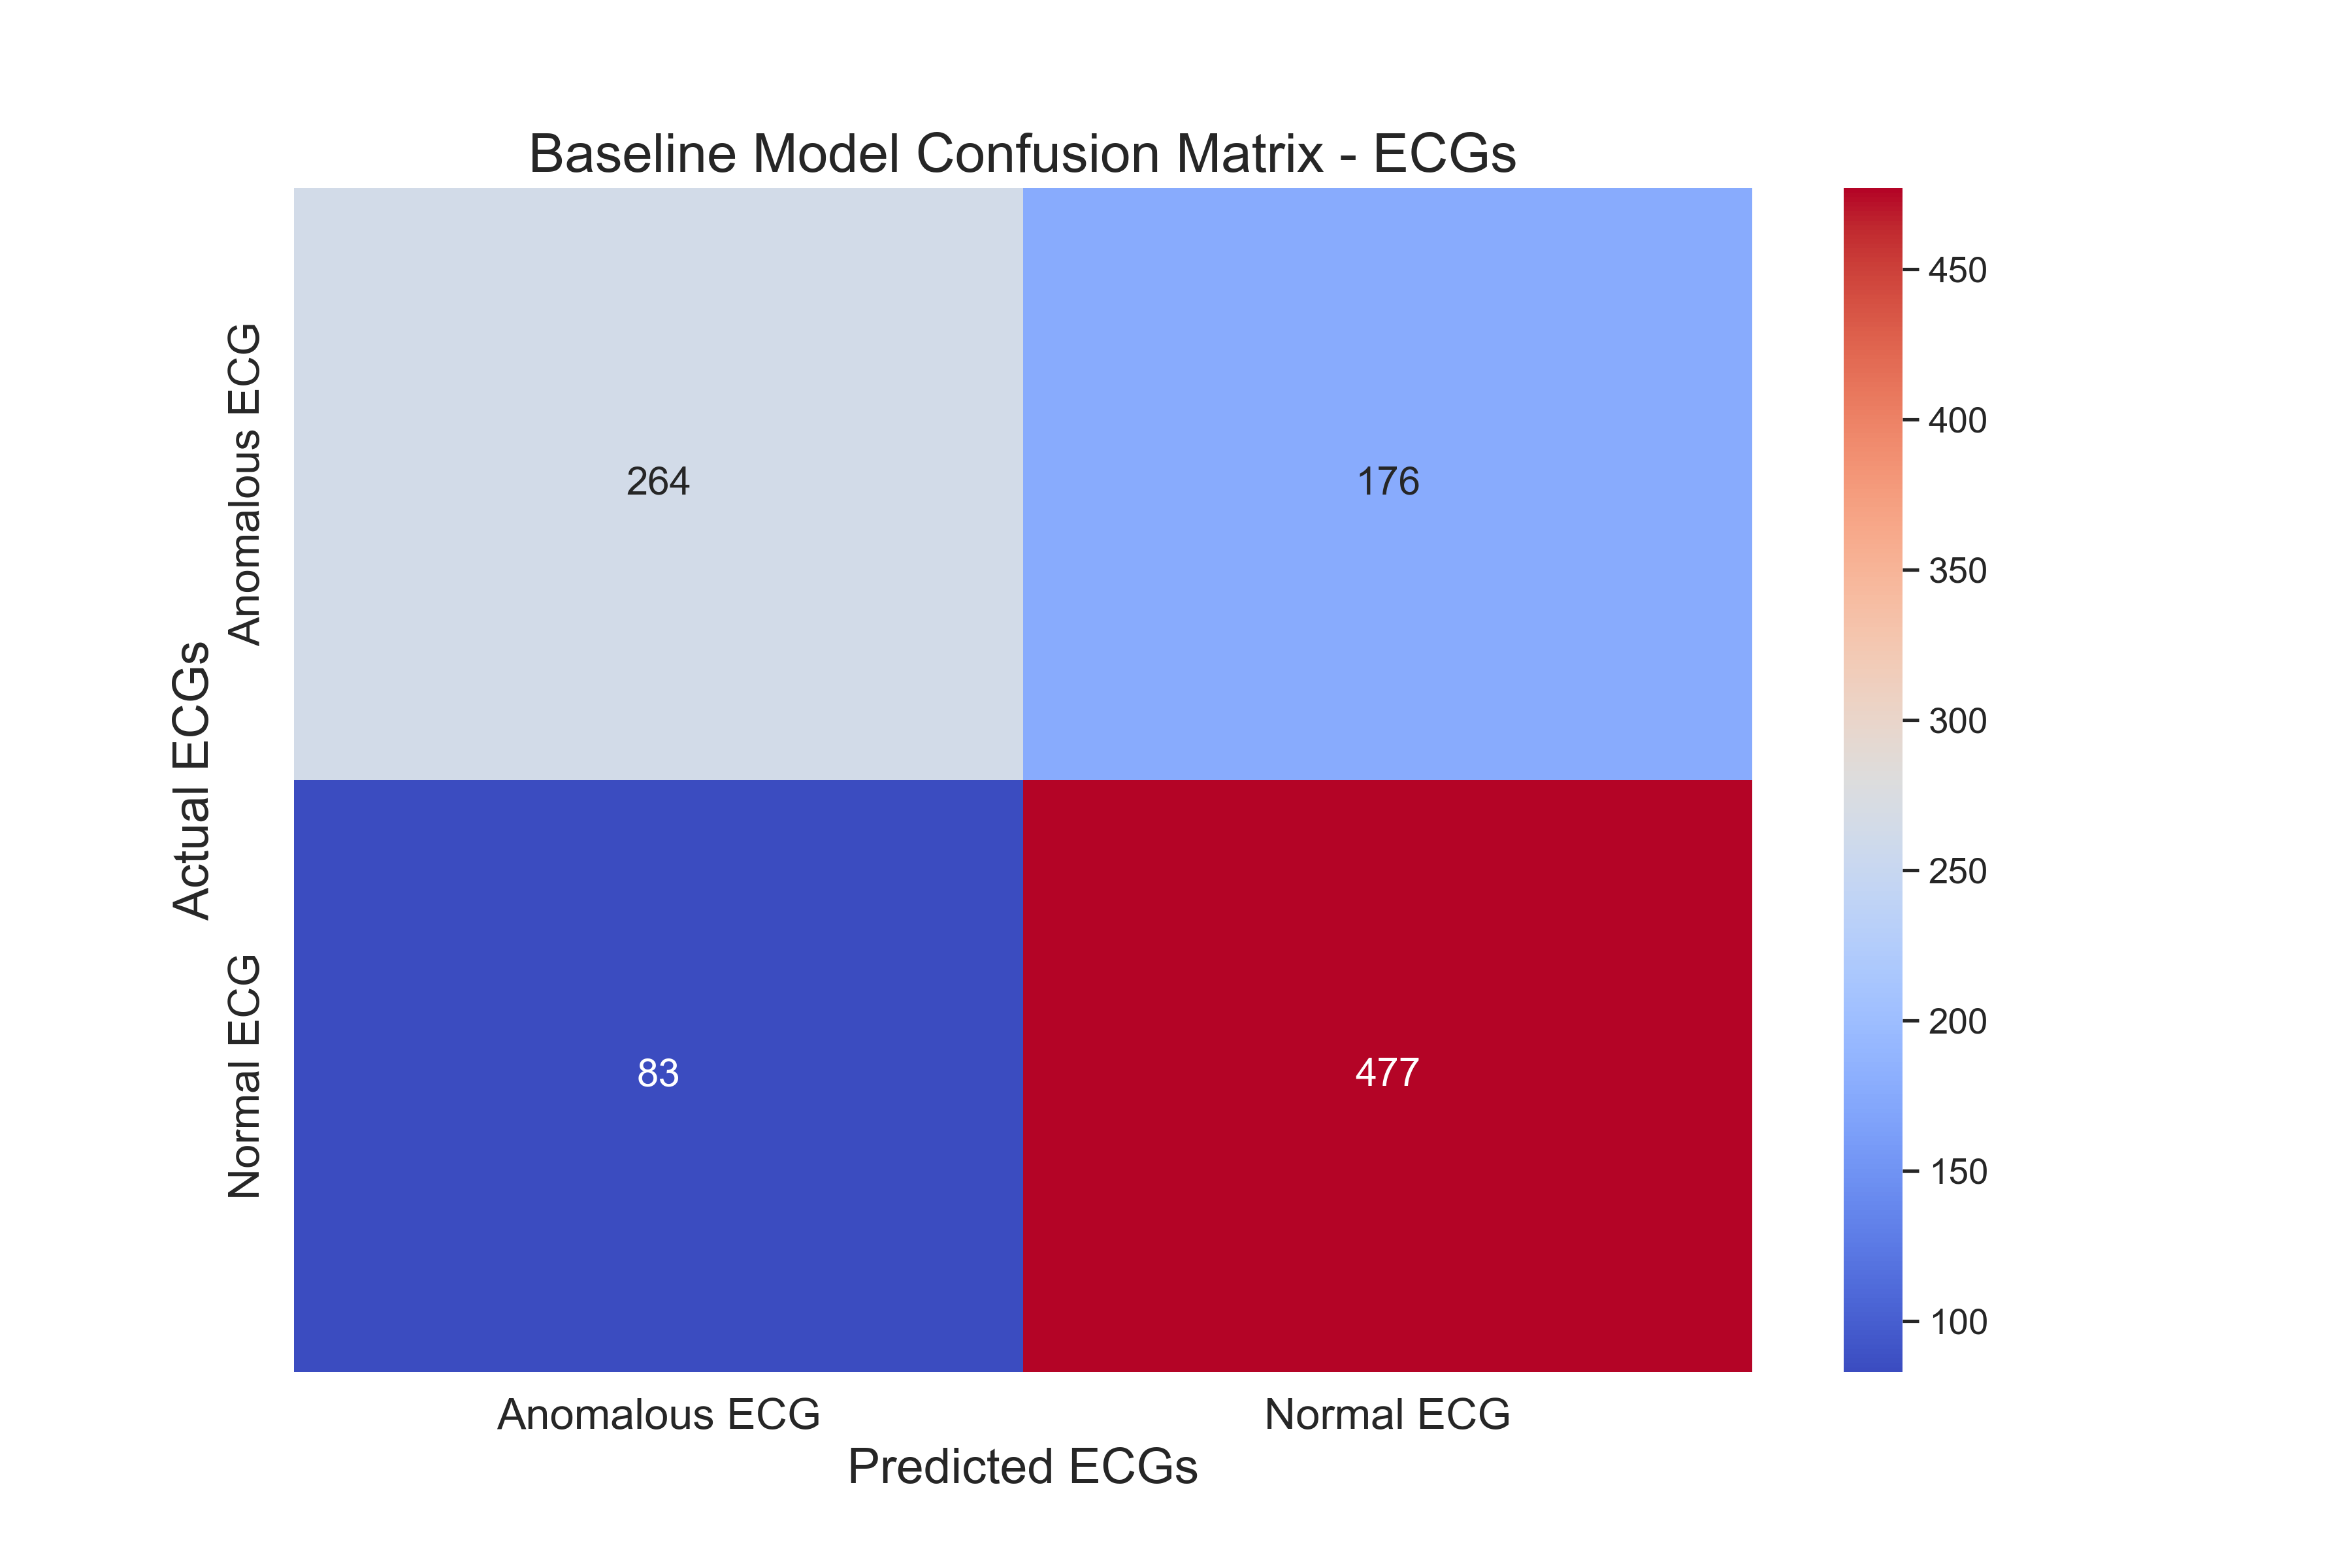 Baseline Model Confusion Matrix - ECGs
Actual ECGs
Anomalous ECG
Normal ECG
264
176
83
477
Anomalous ECG
Normal ECG
Predicted ECGs
450
400
350
300
250
200
150
100